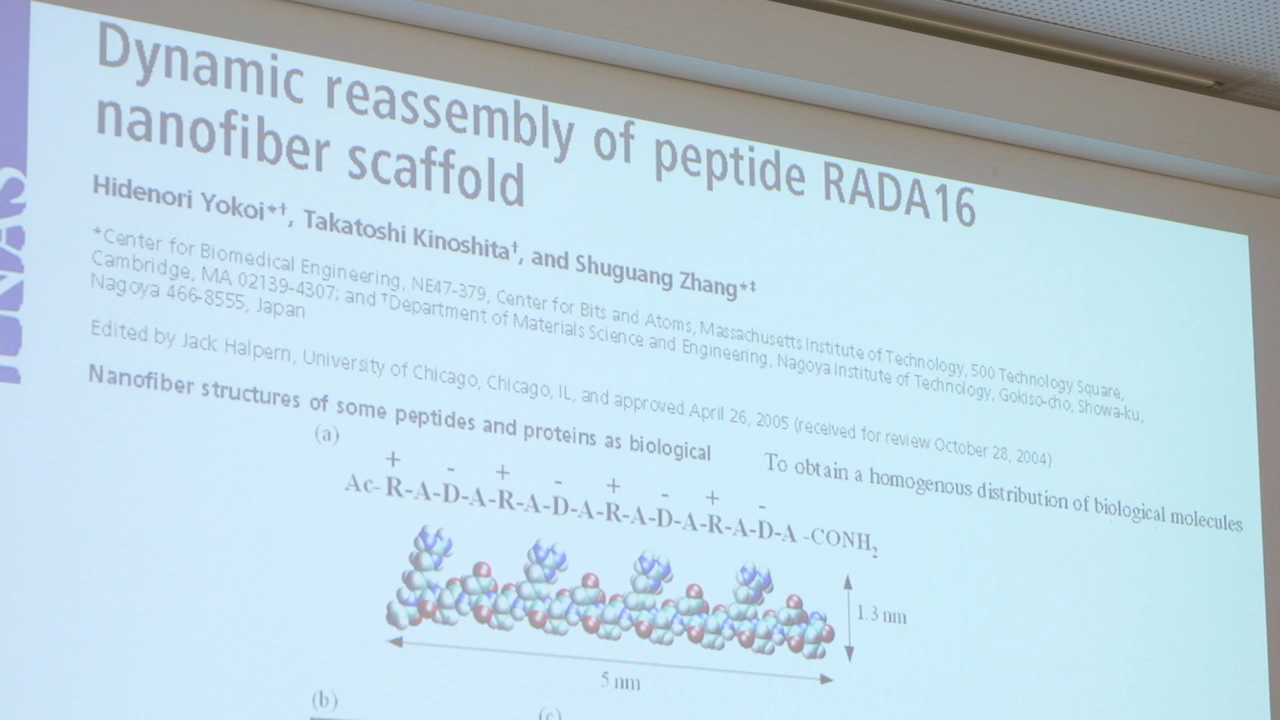 PNAS
Dynamic reassembly of peptide RADA16
nanofiber scaffold
Hidenori Yokoi*†, Takatoshi Kinoshita†, and Shuguang Zhang*‡
*Center for Biomedical Engineering, NE47-379, Center for Bits and Atoms, Massachusetts Institute of Technology, 500 Technology Square,
Cambridge, MA 02139-4307; and †Department of Materials Science and Engineering, Nagoya Institute of Technology, Gokiso-cho, Showa-ku,
Nagoya 466-8555, Japan
Edited by Jack Halpern, University of Chicago, Chicago, IL, and approved April 26, 2005 (received for review October 28, 2004)
Nanofiber structures of some peptides and proteins as biological
To obtain a homogenous distribution of biological molecules
(a)
+ - + - + - + -
Ac-R-A-D-A-R-A-D-A-R-A-D-A-R-A-D-A -CONH₂
1.3 nm
5 nm
(b)
(c)